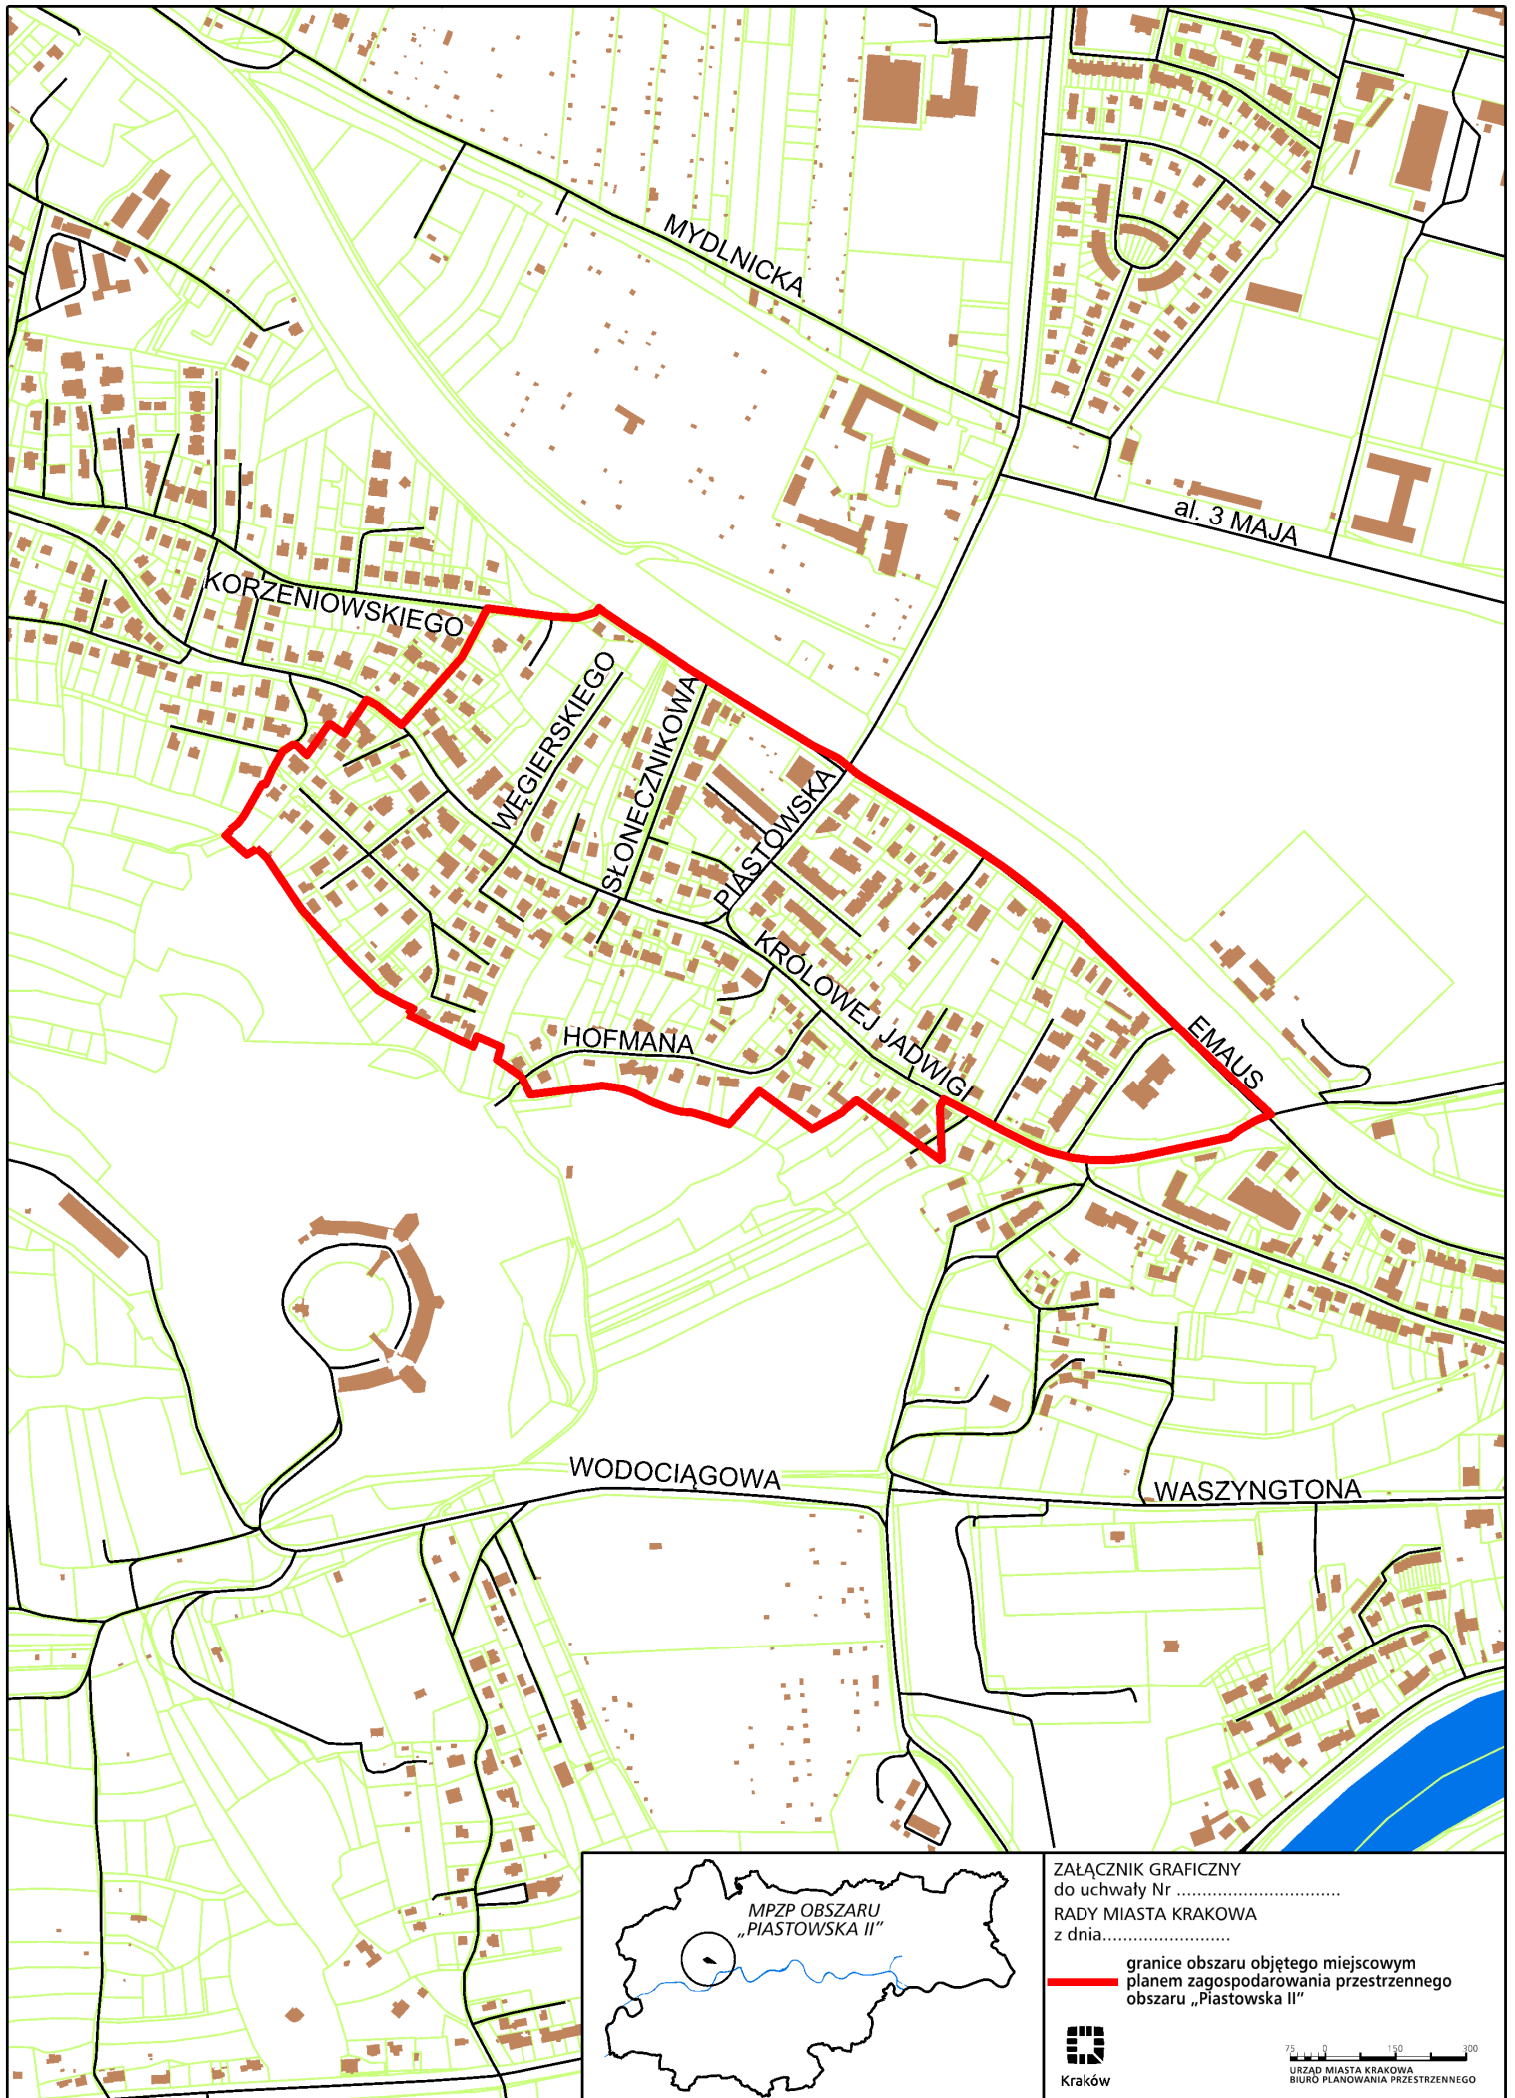 MYDLNICKA
al. 3 MAJA
KORZENIOWSKIEGO
WĘGIERSKIEGO
SŁONECZNIKOWA
PIASTOWSKA
KRÓLOWEJ JADWIGI
HOFMANA
EMAUS
WODOCIĄGOWA
WASZYNGTONA
MPZP OBSZARU
„PIASTOWSKA II”
ZAŁĄCZNIK GRAFICZNY
do uchwały Nr ................................
RADY MIASTA KRAKOWA
z dnia.........................
granice obszaru objętego miejscowym
planem zagospodarowania przestrzennego
obszaru „Piastowska II”
Kraków
75 0 150 300
URZĄD MIASTA KRAKOWA
BIURO PLANOWANIA PRZESTRZENNEGO